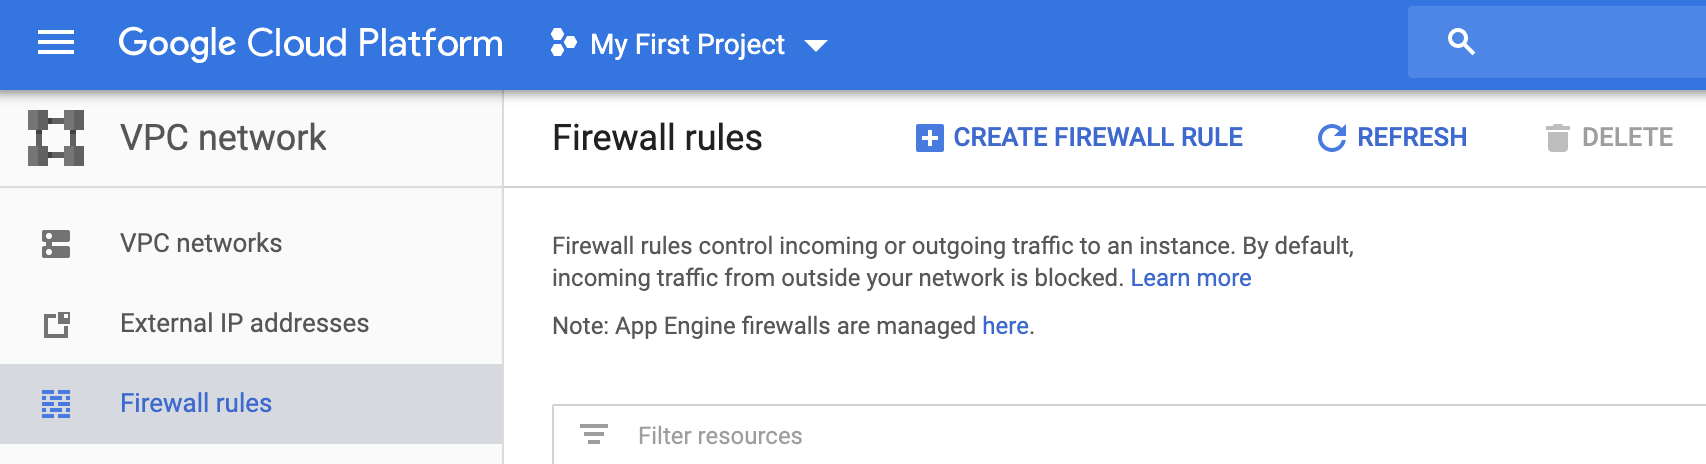 Google Cloud Platform My First Project
VPC network
Firewall rules CREATE FIREWALL RULE REFRESH DELETE
VPC networks
External IP addresses
Firewall rules
Firewall rules control incoming or outgoing traffic to an instance. By default,
incoming traffic from outside your network is blocked. Learn more
Note: App Engine firewalls are managed here.
Filter resources